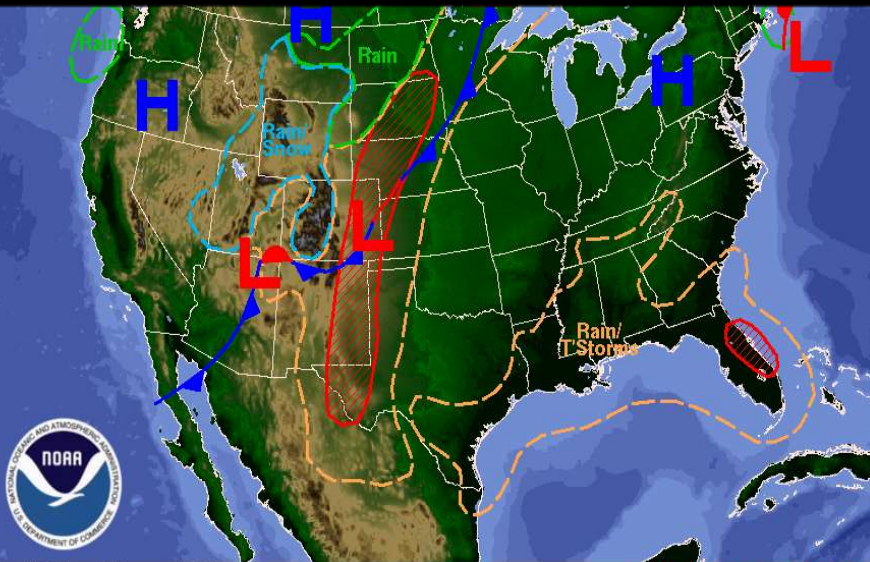 H
Rain
Rain
L
H
H
Rain/
Snow
L
L
Rain/
T'Storms
NATIONAL OCEANIC AND ATMOSPHERIC ADMINISTRATION
NOAA
U.S. DEPARTMENT OF COMMERCE